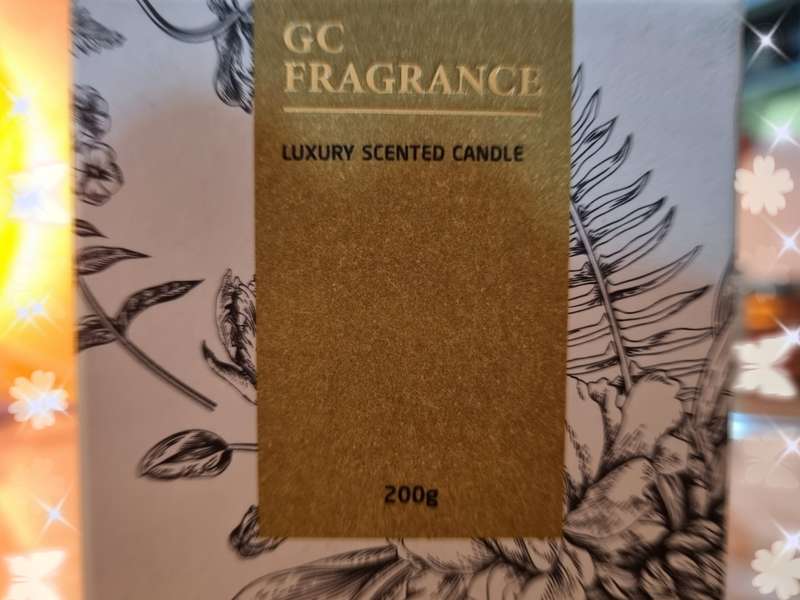 GC
FRAGRANCE
LUXURY SCENTED CANDLE
200g